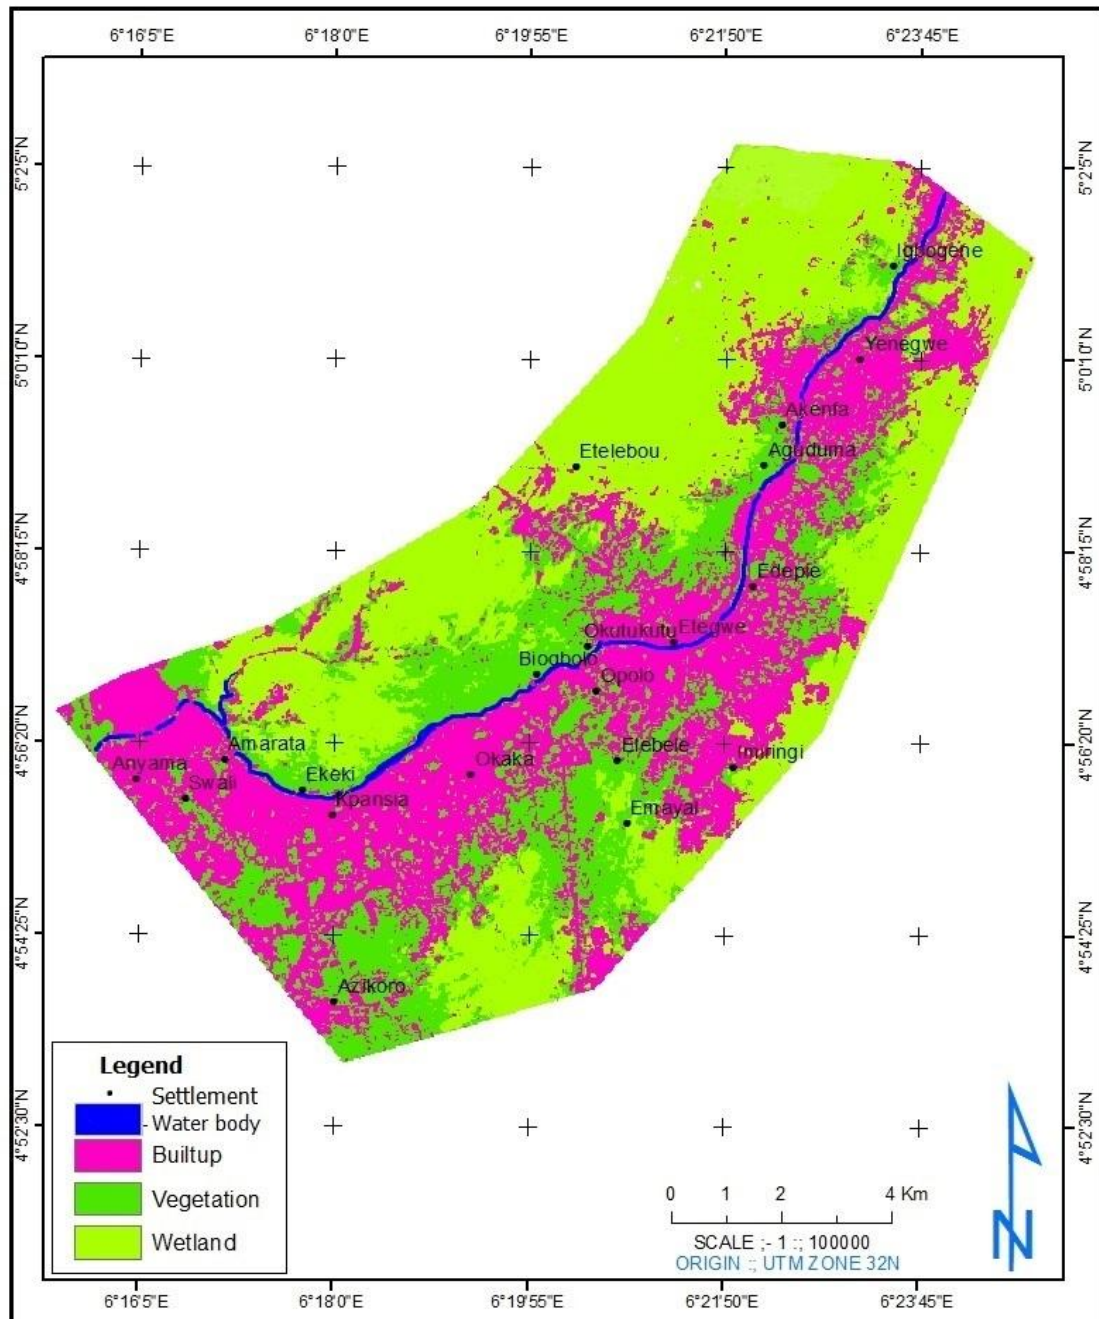 6°16'5"E 6°18'0"E 6°19'55"E 6°21'50"E 6°23'45"E
5°2'5"N 5°2'5"N
Igbogene
5°0'10"N 5°0'10"N
Yenegwe
Akenfa
Etelebou Aguduma
4°58'15"N 4°58'15"N
Edepie
Okutukutu Etegwe
Biogbolo
Opolo
4°56'20"N 4°56'20"N
Amarata Elebele
Anyama Okaka
Swali Ekeki
Kpansia
4°54'25"N 4°54'25"N
Azikoro
Legend
Settlement
Water body
Builtup
Vegetation
Wetland
4°52'30"N 4°52'30"N
0 1 2 4 Km
SCALE ;- 1 :; 100000
ORIGIN :; UTM ZONE 32N
N
6°16'5"E 6°18'0"E 6°19'55"E 6°21'50"E 6°23'45"E